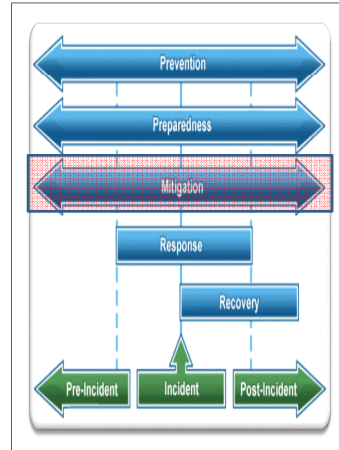 Prevention
Preparedness
Mitigation
Response
Recovery
Pre-Incident
Incident
Post-Incident